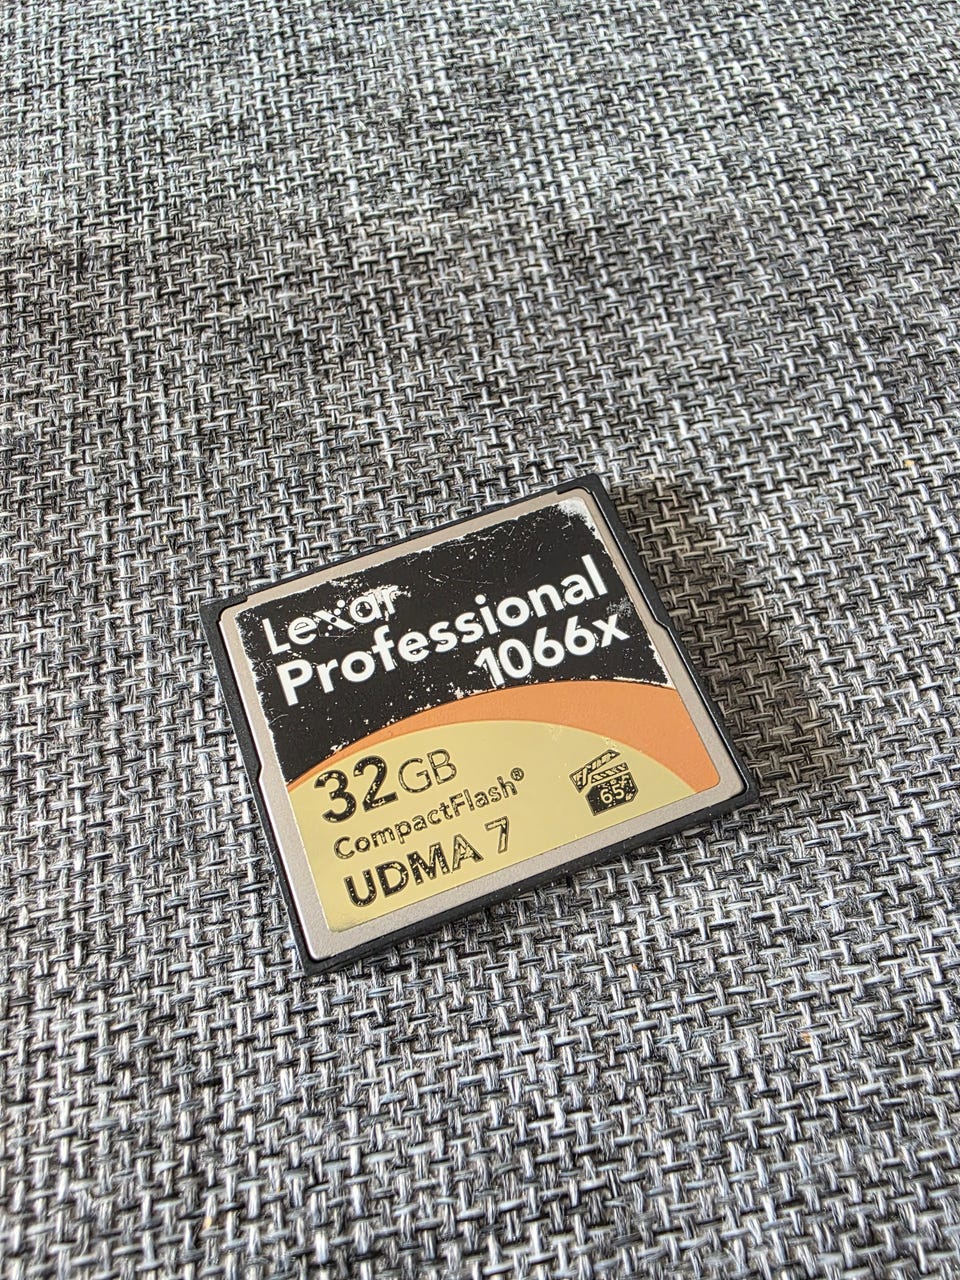 Lexar
Professional
1066x
32GB
CompactFlash®
UDMA 7
65